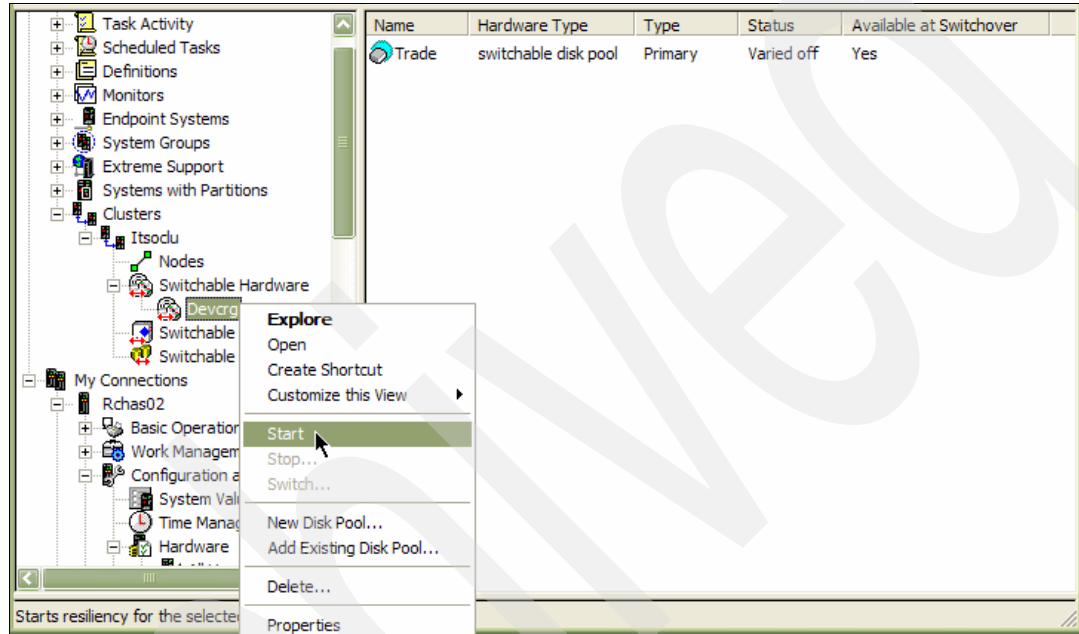 Task Activity
Scheduled Tasks
Definitions
Monitors
Endpoint Systems
System Groups
Extreme Support
Systems with Partitions
Clusters
Itsoclu
Nodes
Switchable Hardware
Devcrg
Switchable
Switchable
My Connections
Rchas02
Basic Operation
Work Managem
Configuration a
System Valu
Time Manag
Hardware
Name Hardware Type Type Status Available at Switchover
Trade switchable disk pool Primary Varied off Yes
Explore
Open
Create Shortcut
Customize this View
Start
Stop...
Switch...
New Disk Pool...
Add Existing Disk Pool...
Delete...
Properties
Starts resiliency for the selected